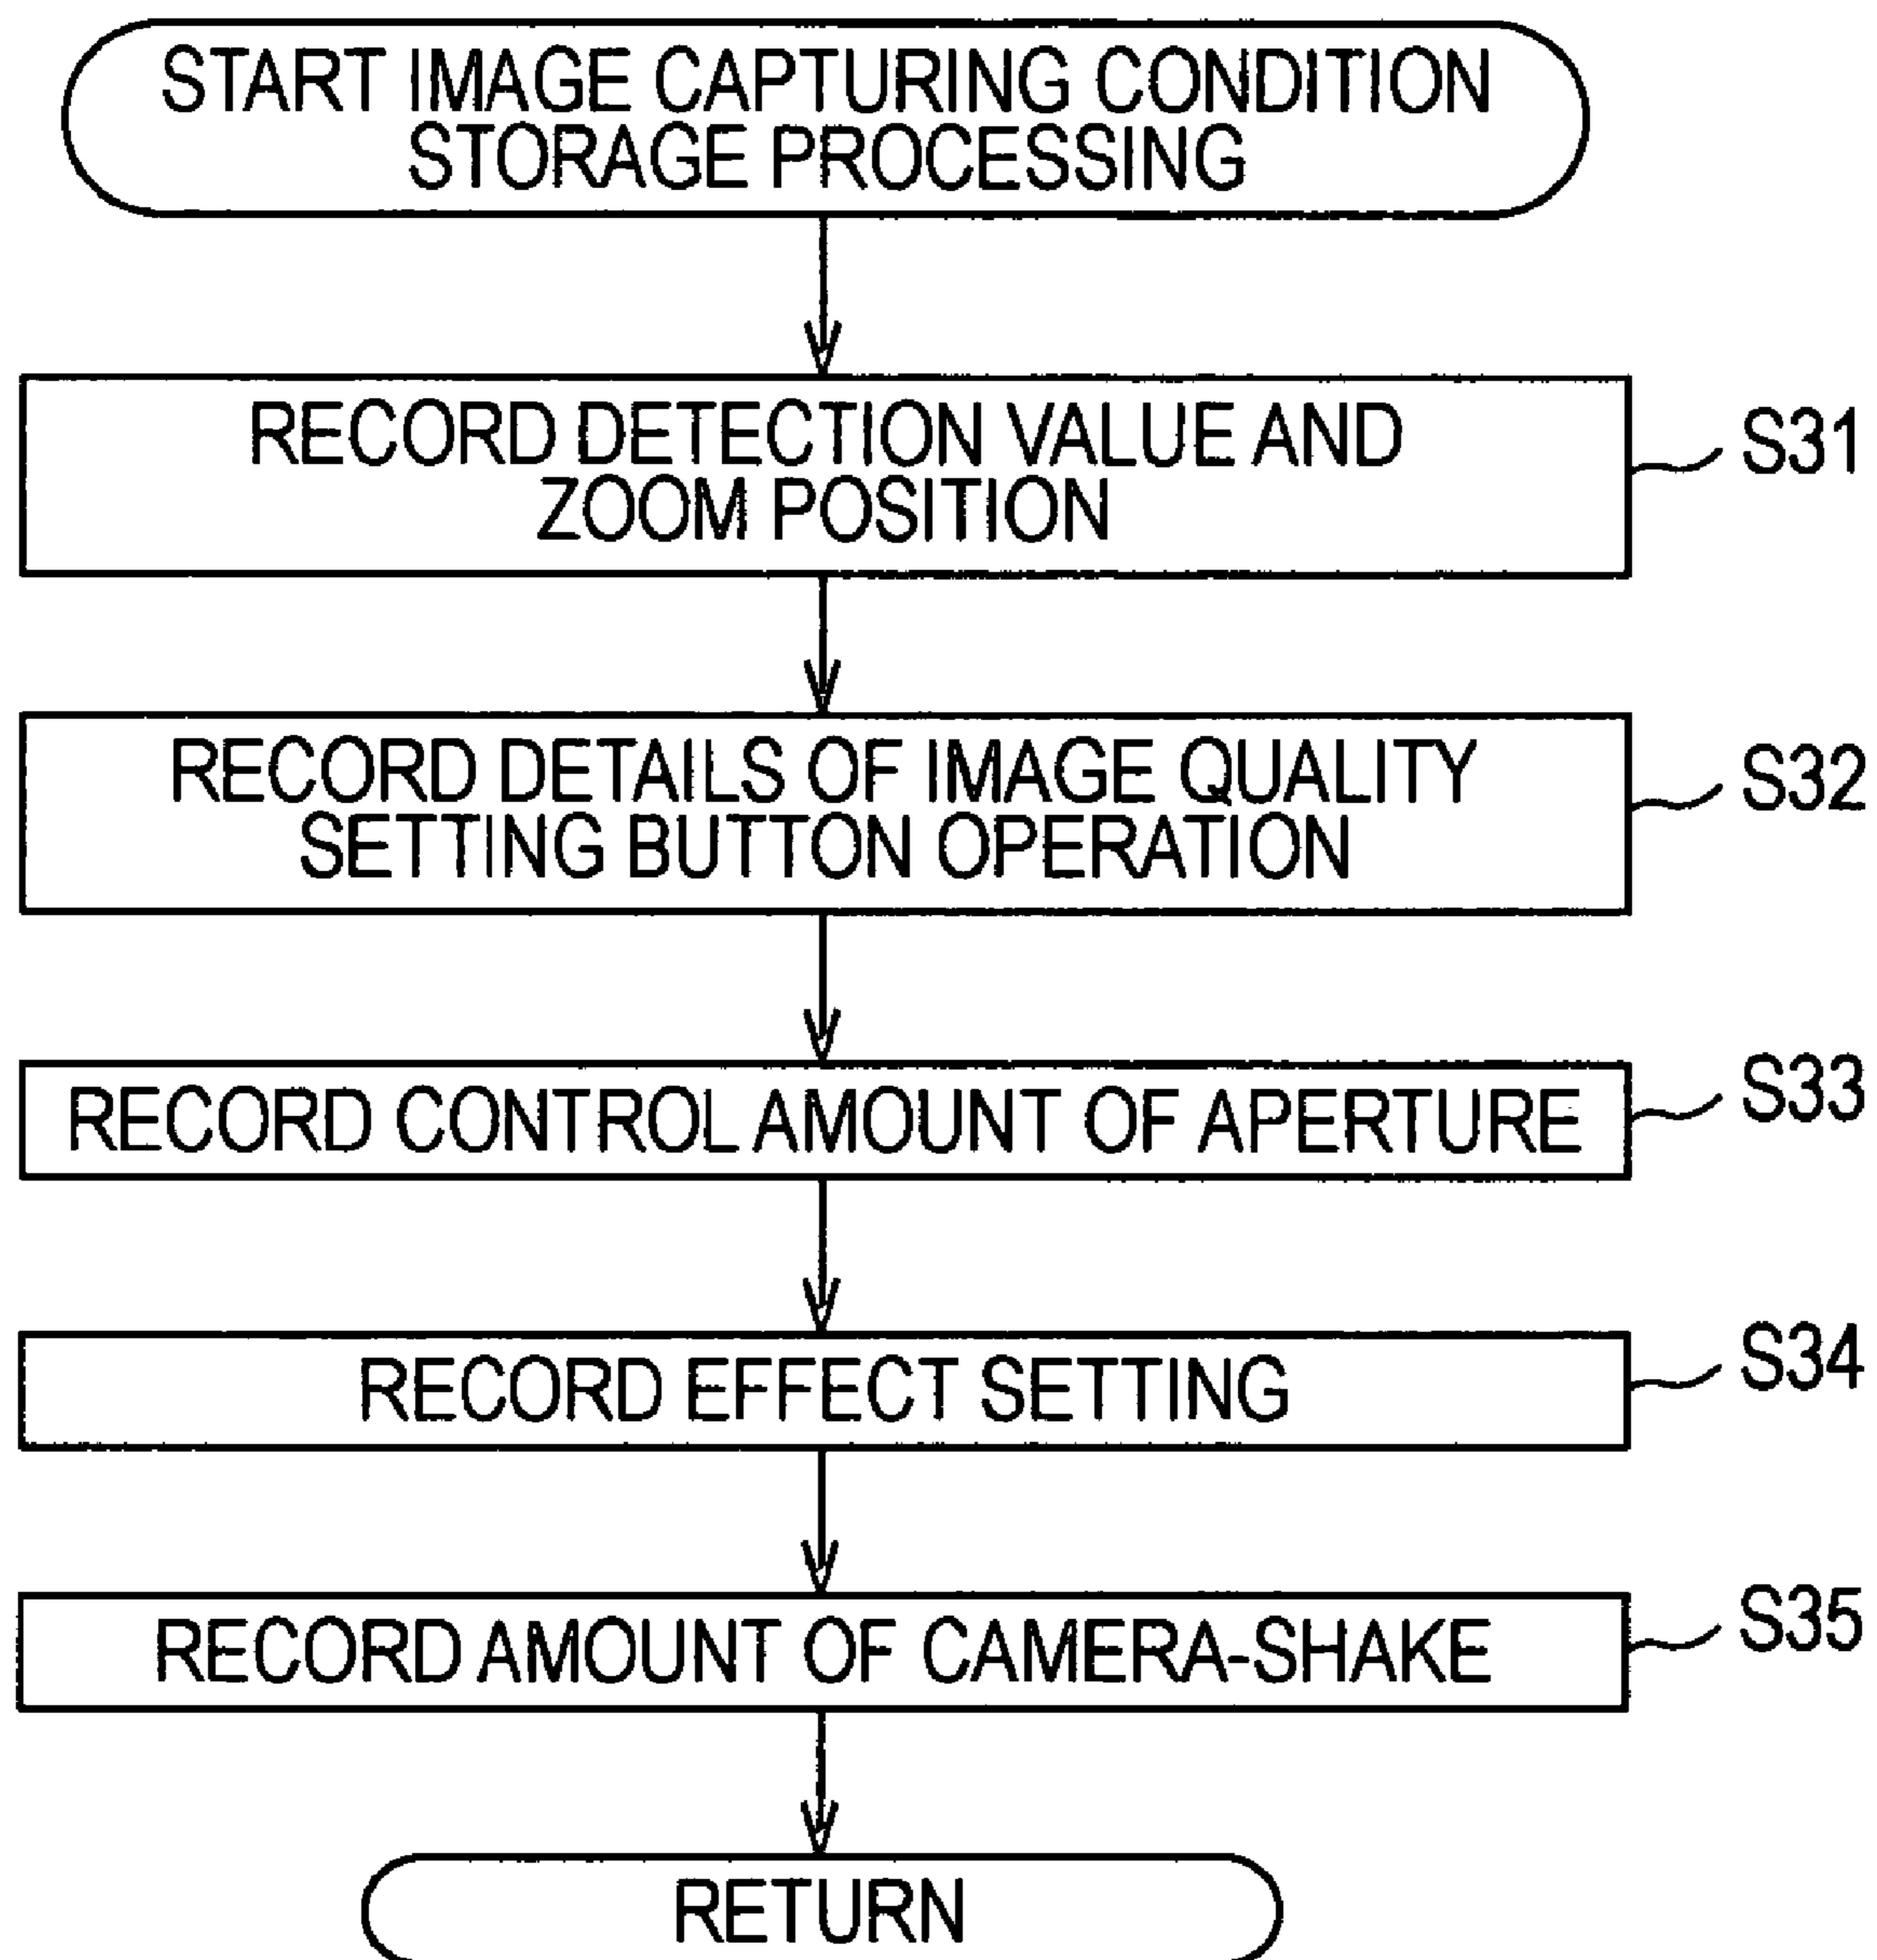 START IMAGE CAPTURING CONDITION
STORAGE PROCESSING
RECORD DETECTION VALUE AND
ZOOM POSITION
S31
RECORD DETAILS OF IMAGE QUALITY
SETTING BUTTON OPERATION
S32
RECORD CONTROL AMOUNT OF APERTURE
S33
RECORD EFFECT SETTING
S34
RECORD AMOUNT OF CAMERA-SHAKE
S35
RETURN